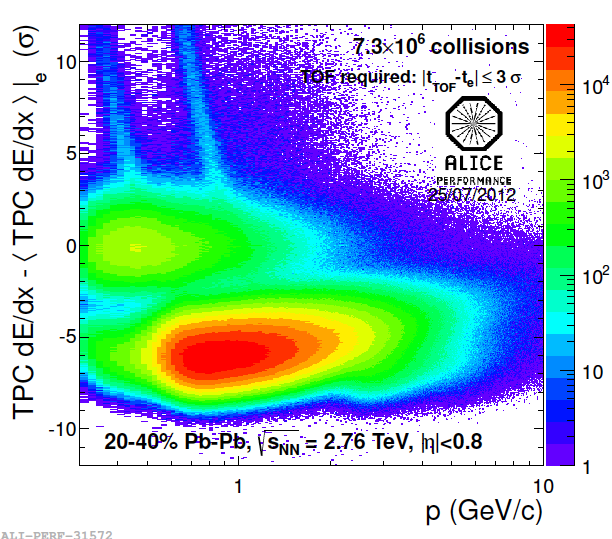 7.3×10⁶ collisions
TOF required: |t_TOF-t_e| ≤ 3 σ
ALICE
PERFORMANCE
25/07/2012
20-40% Pb-Pb, √s_NN = 2.76 TeV, |η|<0.8
TPC dE/dx - ⟨ TPC dE/dx ⟩|_e (σ)
10
5
0
-5
-10
1
10
p (GeV/c)
10⁴
10³
10²
10
1
ALI-PERF-31572